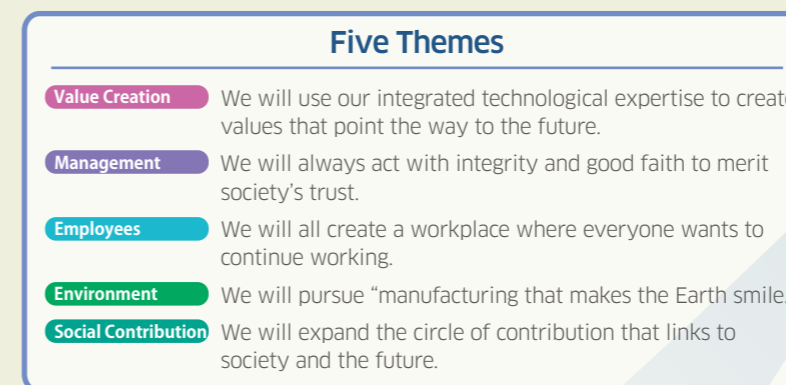 Five Themes
Value Creation We will use our integrated technological expertise to create
values that point the way to the future.
Management We will always act with integrity and good faith to merit
society’s trust.
Employees We will all create a workplace where everyone wants to
continue working.
Environment We will pursue “manufacturing that makes the Earth smile.
Social Contribution We will expand the circle of contribution that links to
society and the future.